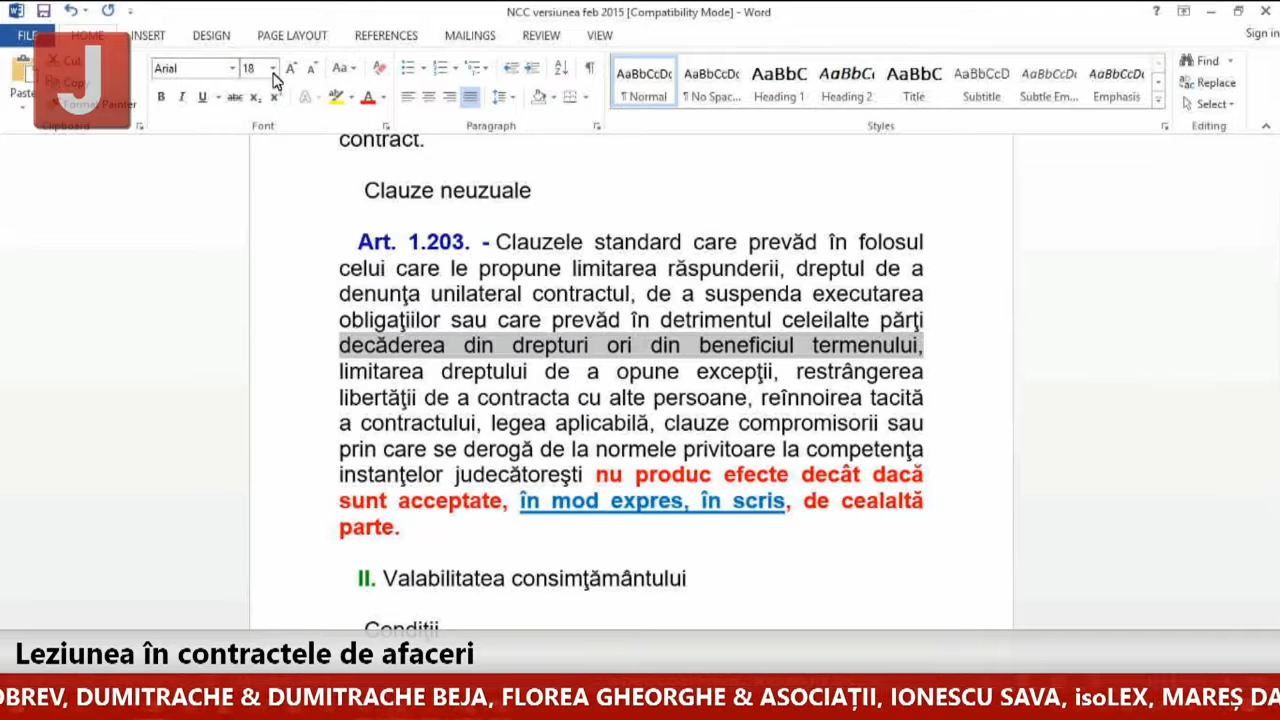 NCC versiunea feb 2015 [Compatibility Mode] - Word
FILE HOME INSERT DESIGN PAGE LAYOUT REFERENCES MAILINGS REVIEW VIEW Sign in
J
Cut
Copy
Format Painter
Paste
Arial 18
Clipboard Font Paragraph Styles Editing
AaBbCcDc AaBbCcDc AaBbC AaBbCi AaBbC AaBbCcD AaBbCcDc AaBbCcDc
¶ Normal ¶ No Spac... Heading 1 Heading 2 Title Subtitle Subtle Em... Emphasis
Find
Replace
Select
contract.
Clauze neuzuale
Art. 1.203. - Clauzele standard care prevăd în folosul
celui care le propune limitarea răspunderii, dreptul de a
denunţa unilateral contractul, de a suspenda executarea
obligaţiilor sau care prevăd în detrimentul celeilalte părţi
decăderea din drepturi ori din beneficiul termenului,
limitarea dreptului de a opune excepţii, restrângerea
libertăţii de a contracta cu alte persoane, reînnoirea tacită
a contractului, legea aplicabilă, clauze compromisorii sau
prin care se derogă de la normele privitoare la competenţa
instanţelor judecătoreşti nu produc efecte decât dacă
sunt acceptate, în mod expres, în scris, de cealaltă
parte.
II. Valabilitatea consimţământului
Condiţii
Leziunea în contractele de afaceri
OBREV, DUMITRACHE & DUMITRACHE BEJA, FLOREA GHEORGHE & ASOCIAȚII, IONESCU SAVA, isoLEX, MAREȘ DA